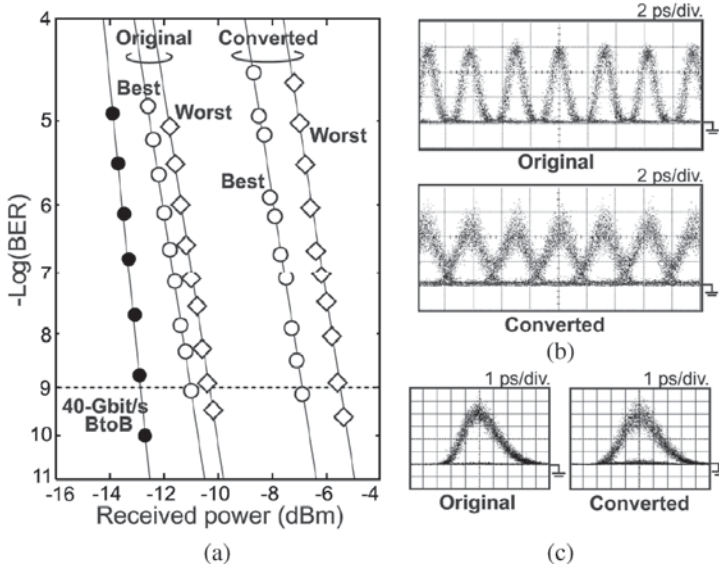 4
5
6
7
8
9
10
11
-Log(BER)
Original
Converted
Best
Worst
Best
Worst
40-Gbit/s
BtoB
-16 -14 -12 -10 -8 -6 -4
Received power (dBm)
(a)
2 ps/div.
Original
2 ps/div.
Converted
(b)
1 ps/div.
1 ps/div.
Original
Converted
(c)